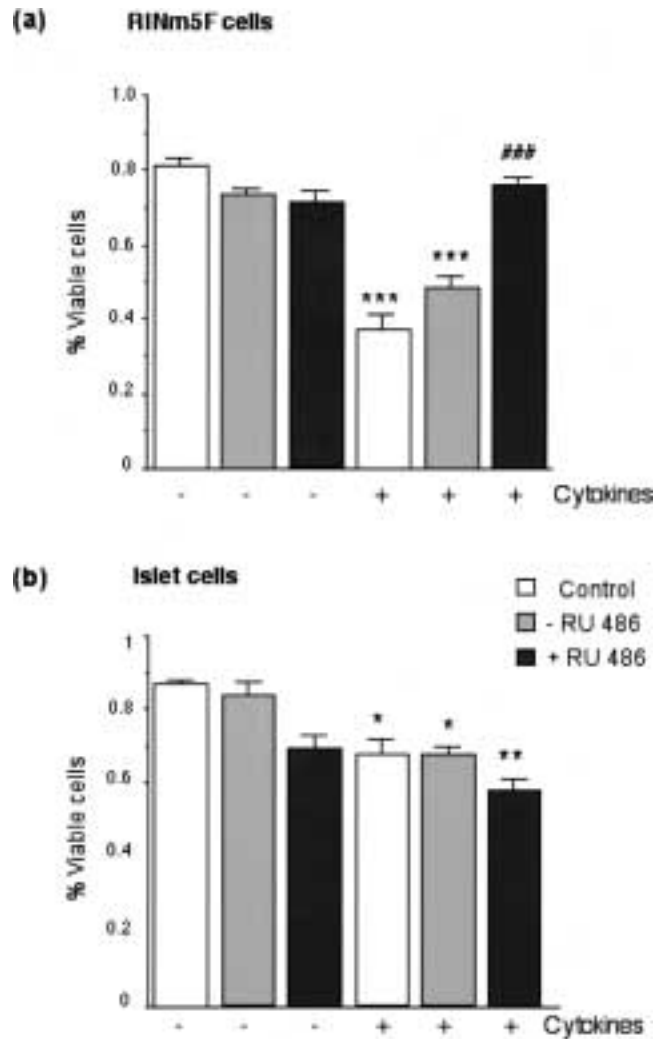 (a) RINm5F cells
% Viable cells
1.0
0.8
0.6
0.4
0.2
0
###
***
***
- - - + + + Cytokines
(b) Islet cells
Control
- RU 486
+ RU 486
% Viable cells
1
0.8
0.6
0.4
0.2
0
* * **
- - - + + + Cytokines